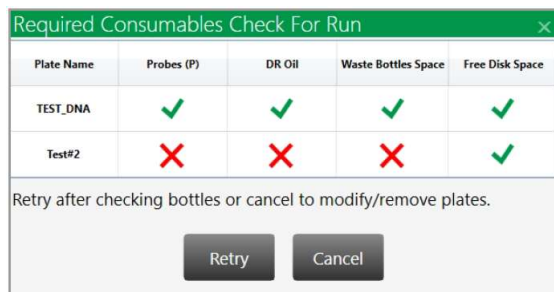 Required Consumables Check For Run
Plate Name Probes (P) DR Oil Waste Bottles Space Free Disk Space
TEST_DNA
Test#2
Retry after checking bottles or cancel to modify/remove plates.
Retry Cancel